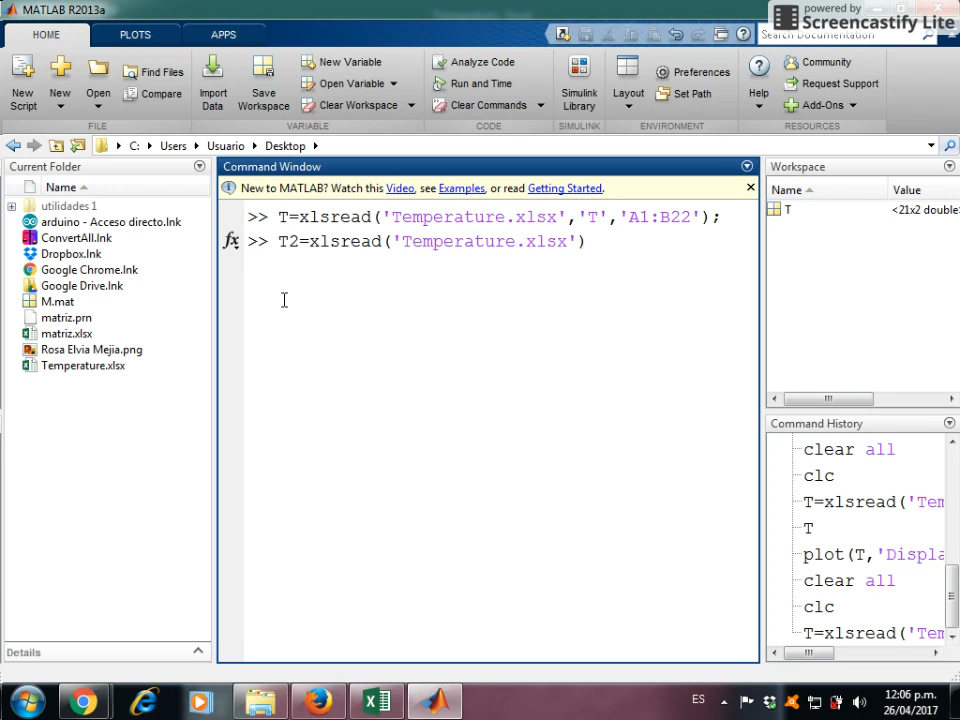 MATLAB R2013a
powered by
Screencastify Lite
HOME
PLOTS
APPS
Search Documentation
New Script
New
Open
Find Files
Compare
Import Data
Save Workspace
New Variable
Open Variable
Clear Workspace
Analyze Code
Run and Time
Clear Commands
Simulink Library
Layout
Preferences
Set Path
Help
Community
Request Support
Add-Ons
FILE
VARIABLE
CODE
SIMULINK
ENVIRONMENT
RESOURCES
C: Users Usuario Desktop
Current Folder
Name
utilidades 1
arduino - Acceso directo.lnk
ConvertAll.lnk
Dropbox.lnk
Google Chrome.lnk
Google Drive.lnk
M.mat
matriz.prn
matriz.xlsx
Rosa Elvia Mejia.png
Temperature.xlsx
Details
Command Window
New to MATLAB? Watch this Video, see Examples, or read Getting Started.
>> T=xlsread('Temperature.xlsx','T','A1:B22');
fx >> T2=xlsread('Temperature.xlsx')
Workspace
Name Value
T <21x2 double>
Command History
clear all
clc
T=xlsread('Tem
T
plot(T,'Displa
clear all
clc
T=xlsread('Tem
ES
12:06 p.m.
26/04/2017